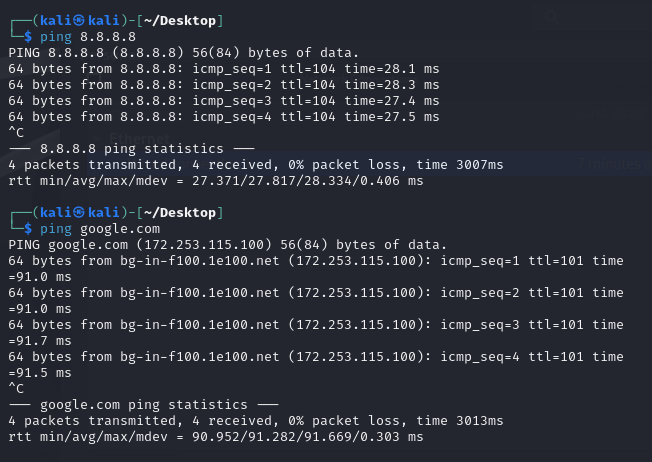 ┌──(kali㉿kali)-[~/Desktop]
└─$ ping 8.8.8.8
PING 8.8.8.8 (8.8.8.8) 56(84) bytes of data.
64 bytes from 8.8.8.8: icmp_seq=1 ttl=104 time=28.1 ms
64 bytes from 8.8.8.8: icmp_seq=2 ttl=104 time=28.3 ms
64 bytes from 8.8.8.8: icmp_seq=3 ttl=104 time=27.4 ms
64 bytes from 8.8.8.8: icmp_seq=4 ttl=104 time=27.5 ms
^C
Ethernet
--- 8.8.8.8 ping statistics ---
4 packets transmitted, 4 received, 0% packet loss, time 3007ms
2 minutes
rtt min/avg/max/mdev = 27.371/27.817/28.334/0.406 ms
┌──(kali㉿kali)-[~/Desktop]
└─$ ping google.com
PING google.com (172.253.115.100) 56(84) bytes of data.
64 bytes from bg-in-f100.1e100.net (172.253.115.100): icmp_seq=1 ttl=101 time
=91.0 ms
64 bytes from bg-in-f100.1e100.net (172.253.115.100): icmp_seq=2 ttl=101 time
=91.0 ms
64 bytes from bg-in-f100.1e100.net (172.253.115.100): icmp_seq=3 ttl=101 time
=91.7 ms
64 bytes from bg-in-f100.1e100.net (172.253.115.100): icmp_seq=4 ttl=101 time
=91.5 ms
^C
--- google.com ping statistics ---
4 packets transmitted, 4 received, 0% packet loss, time 3013ms
rtt min/avg/max/mdev = 90.952/91.282/91.669/0.303 ms